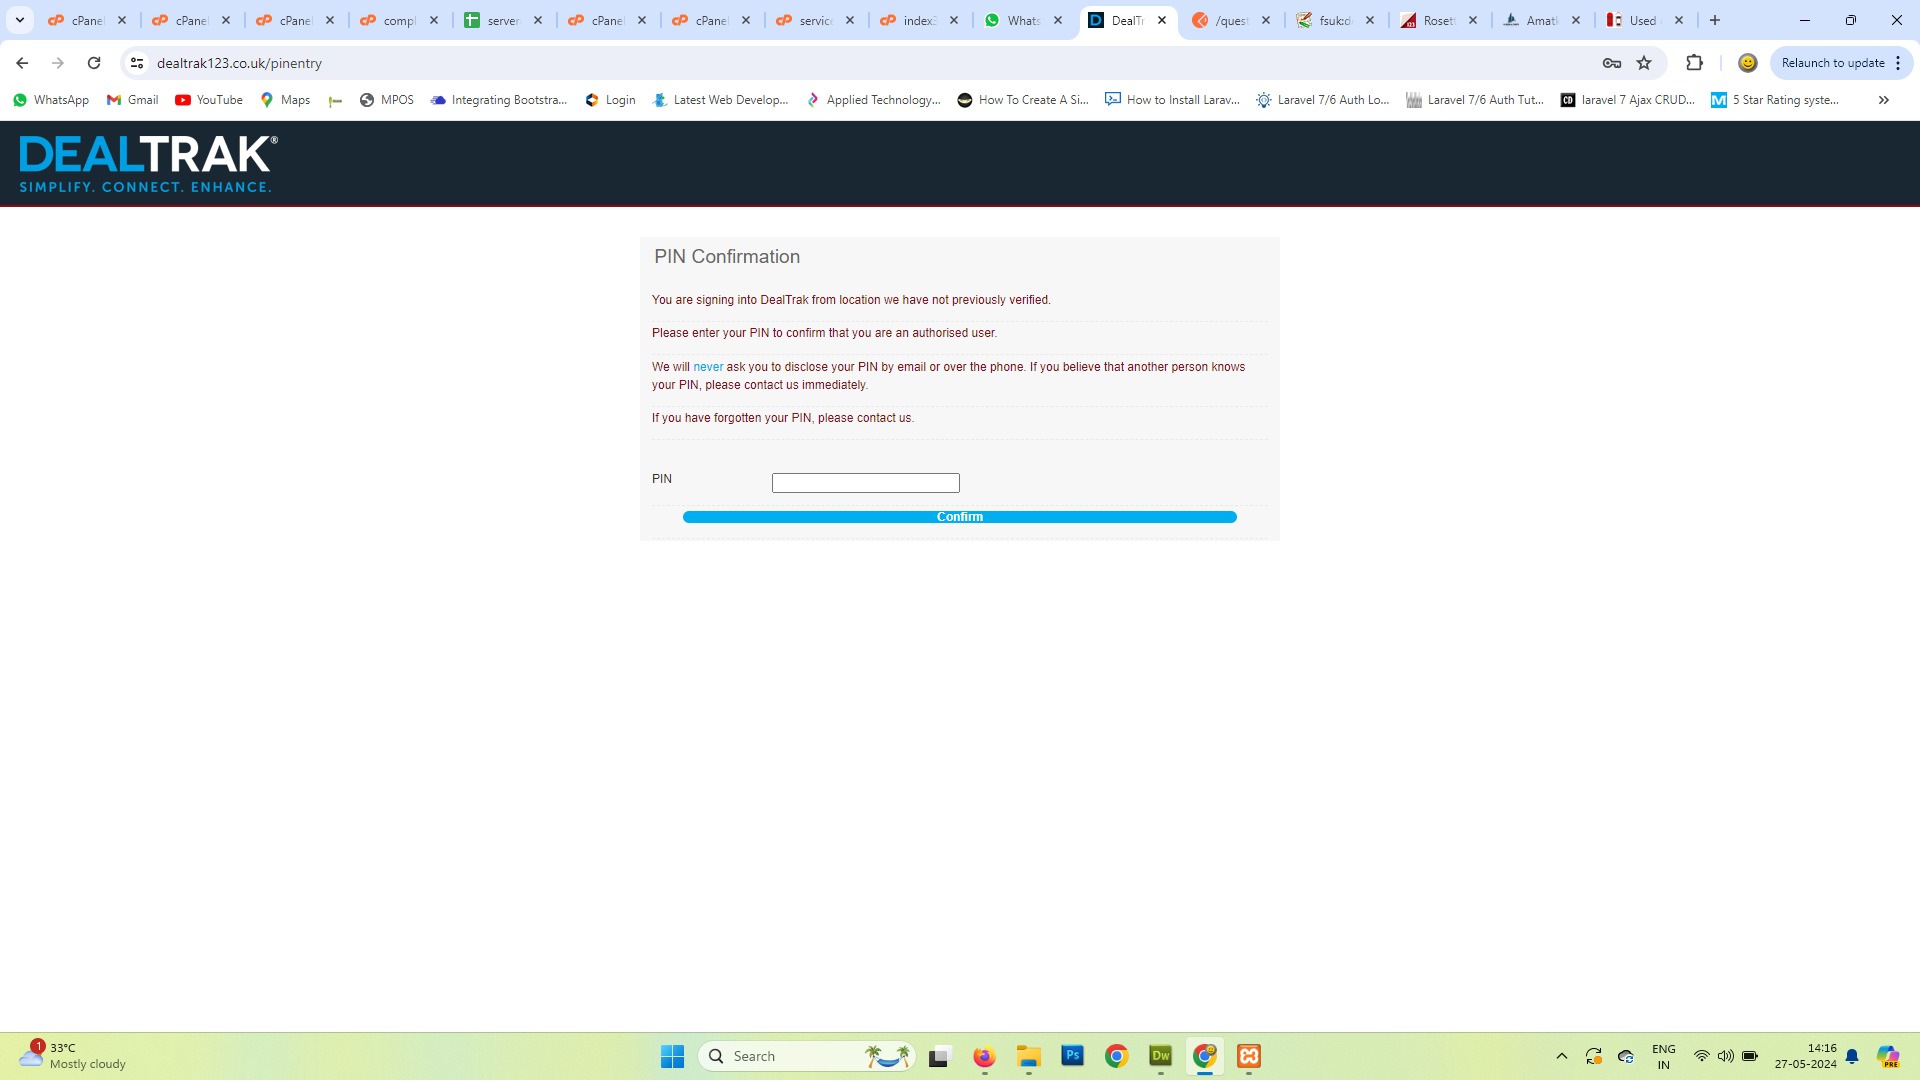 cPanel
cPanel
cPanel
compl
server
cPanel
cPanel
service
index
Whats
DealTr
/quest
fsuk:d
Rosett
Amatl
Used
dealtrak123.co.uk/pinentry
Relaunch to update
WhatsApp
Gmail
YouTube
Maps
MPOS
Integrating Bootstra...
Login
Latest Web Develop...
Applied Technology...
How To Create A Si...
How to Install Larav...
Laravel 7/6 Auth Lo...
Laravel 7/6 Auth Tut...
laravel 7 Ajax CRUD...
5 Star Rating syste...
DEALTRAK®
SIMPLIFY. CONNECT. ENHANCE.
PIN Confirmation
You are signing into DealTrak from location we have not previously verified.
Please enter your PIN to confirm that you are an authorised user.
We will never ask you to disclose your PIN by email or over the phone. If you believe that another person knows
your PIN, please contact us immediately.
If you have forgotten your PIN, please contact us.
PIN
Confirm
1
33°C
Mostly cloudy
Search
Ps
Dw
ENG
IN
14:16
27-05-2024
PRE